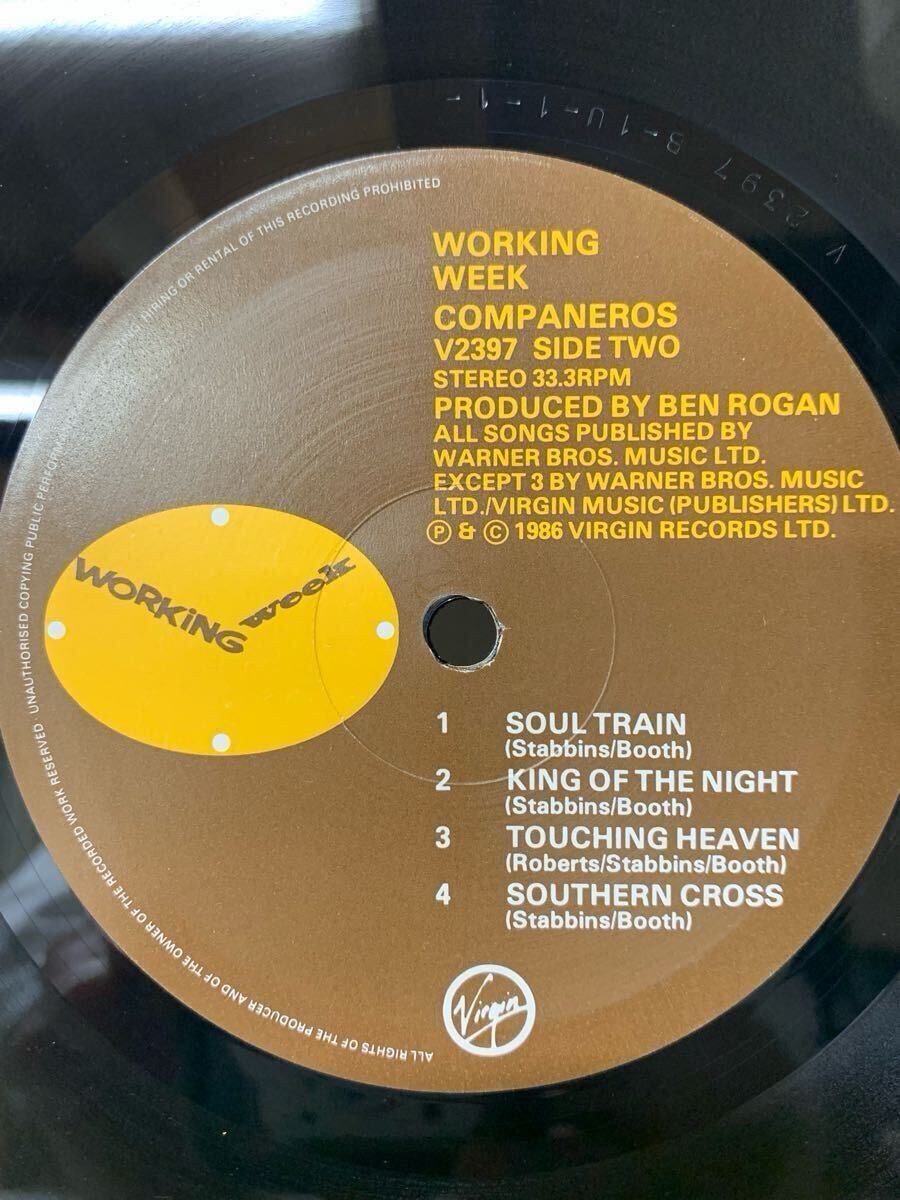 V 2397 B-1U-1-1-
HIRING OR RENTAL OF THIS RECORDING PROHIBITED
WORKING
WEEK
COMPANEROS
V2397 SIDE TWO
STEREO 33.3RPM
PRODUCED BY BEN ROGAN
ALL SONGS PUBLISHED BY
WARNER BROS. MUSIC LTD.
EXCEPT 3 BY WARNER BROS. MUSIC
LTD./VIRGIN MUSIC (PUBLISHERS) LTD.
Ⓟ & © 1986 VIRGIN RECORDS LTD.
WORKiNG week
1 SOUL TRAIN
(Stabbins/Booth)
2 KING OF THE NIGHT
(Stabbins/Booth)
3 TOUCHING HEAVEN
(Roberts/Stabbins/Booth)
4 SOUTHERN CROSS
(Stabbins/Booth)
Virgin
ALL RIGHTS OF THE PRODUCER AND OF THE OWNER OF THE RECORDED WORK RESERVED UNAUTHORISED COPYING PUBLIC